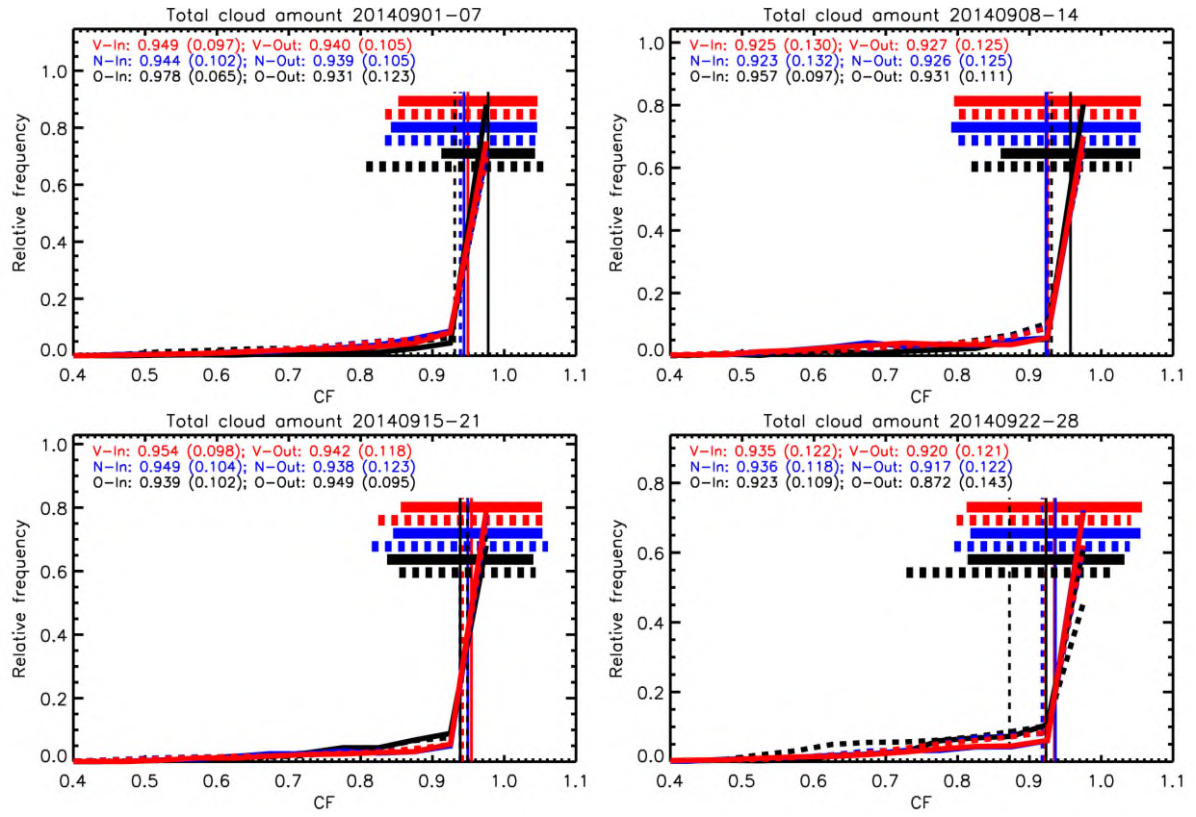 Total cloud amount 20140901-07
V-In: 0.949 (0.097); V-Out: 0.940 (0.105)
N-In: 0.944 (0.102); N-Out: 0.939 (0.105)
O-In: 0.978 (0.065); O-Out: 0.931 (0.123)
Relative frequency
1.0
0.8
0.6
0.4
0.2
0.0
0.4 0.5 0.6 0.7 0.8 0.9 1.0 1.1
CF
Total cloud amount 20140908-14
V-In: 0.925 (0.130); V-Out: 0.927 (0.125)
N-In: 0.923 (0.132); N-Out: 0.926 (0.125)
O-In: 0.957 (0.097); O-Out: 0.931 (0.111)
Relative frequency
1.0
0.8
0.6
0.4
0.2
0.0
0.4 0.5 0.6 0.7 0.8 0.9 1.0 1.1
CF
Total cloud amount 20140915-21
V-In: 0.954 (0.098); V-Out: 0.942 (0.118)
N-In: 0.949 (0.104); N-Out: 0.938 (0.123)
O-In: 0.939 (0.102); O-Out: 0.949 (0.095)
Relative frequency
1.0
0.8
0.6
0.4
0.2
0.0
0.4 0.5 0.6 0.7 0.8 0.9 1.0 1.1
CF
Total cloud amount 20140922-28
V-In: 0.935 (0.122); V-Out: 0.920 (0.121)
N-In: 0.936 (0.118); N-Out: 0.917 (0.122)
O-In: 0.923 (0.109); O-Out: 0.872 (0.143)
Relative frequency
0.8
0.6
0.4
0.2
0.0
0.4 0.5 0.6 0.7 0.8 0.9 1.0 1.1
CF